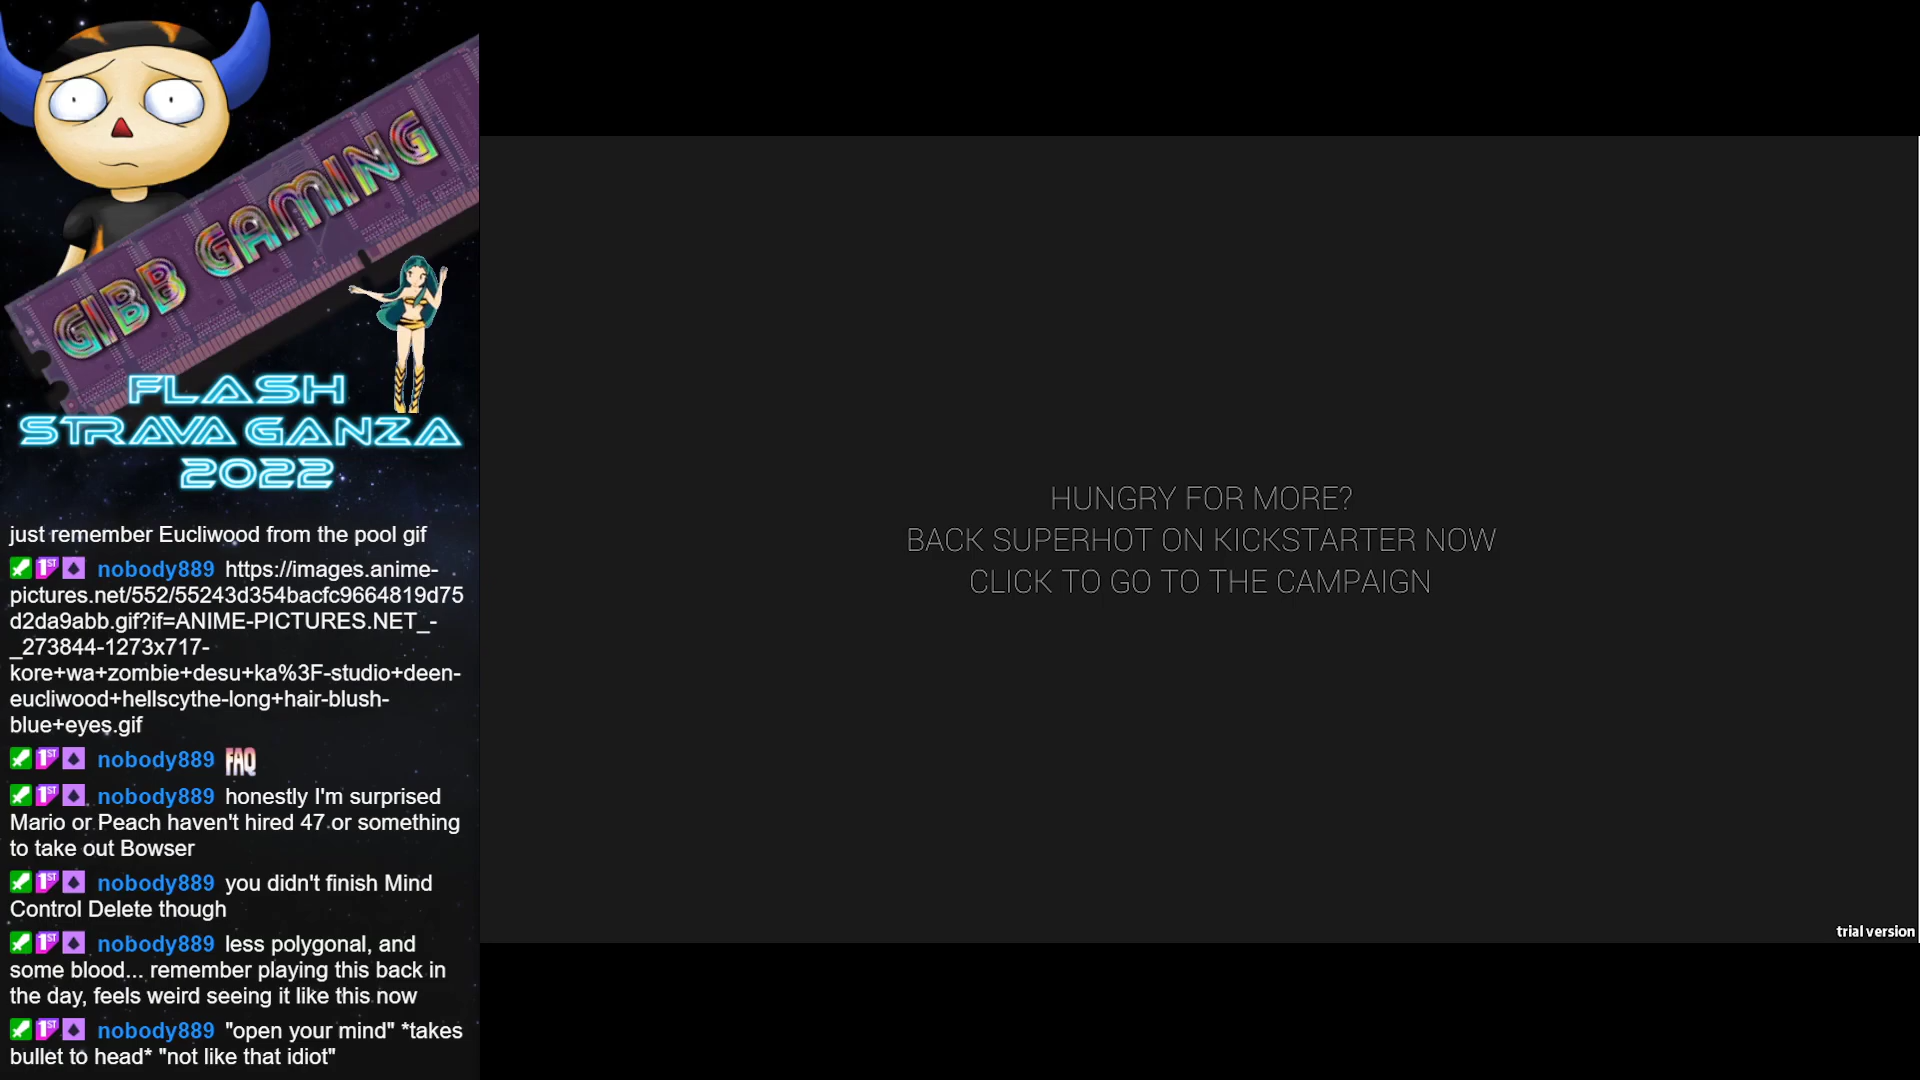 GIBB GAMING
FLASH
STRAVAGANZA
2022
just remember Eucliwood from the pool gif
1ST nobody889 https://images.anime-
pictures.net/552/55243d354bacfc9664819d75
d2da9abb.gif?if=ANIME-PICTURES.NET_-
_273844-1273x717-
kore+wa+zombie+desu+ka%3F-studio+deen-
eucliwood+hellscythe-long+hair-blush-
blue+eyes.gif
1ST nobody889 FAQ
1ST nobody889 honestly I'm surprised
Mario or Peach haven't hired 47 or something
to take out Bowser
1ST nobody889 you didn't finish Mind
Control Delete though
1ST nobody889 less polygonal, and
some blood... remember playing this back in
the day, feels weird seeing it like this now
1ST nobody889 "open your mind" *takes
bullet to head* "not like that idiot"
HUNGRY FOR MORE?
BACK SUPERHOT ON KICKSTARTER NOW
CLICK TO GO TO THE CAMPAIGN
trial version